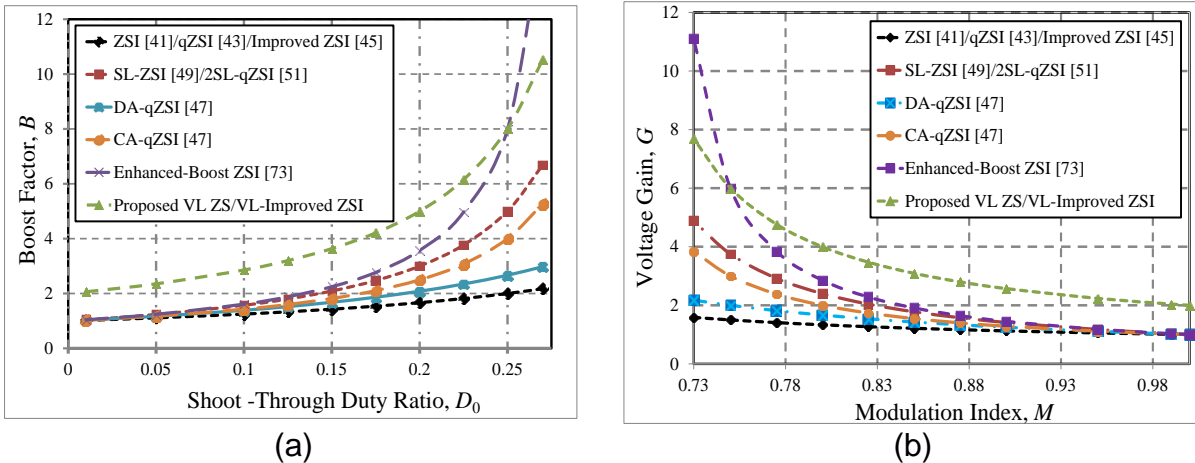 12
10
8
6
4
2
0
Boost Factor, B
ZSI [41]/qZSI [43]/Improved ZSI [45]
SL-ZSI [49]/2SL-qZSI [51]
DA-qZSI [47]
CA-qZSI [47]
Enhanced-Boost ZSI [73]
Proposed VL ZS/VL-Improved ZSI
0 0.05 0.1 0.15 0.2 0.25
Shoot -Through Duty Ratio, D0
(a)
12
10
8
6
4
2
0
Voltage Gain, G
ZSI [41]/qZSI [43]/Improved ZSI [45]
SL-ZSI [49]/2SL-qZSI [51]
DA-qZSI [47]
CA-qZSI [47]
Enhanced-Boost ZSI [73]
Proposed VL ZS/VL-Improved ZSI
0.73 0.78 0.83 0.88 0.93 0.98
Modulation Index, M
(b)